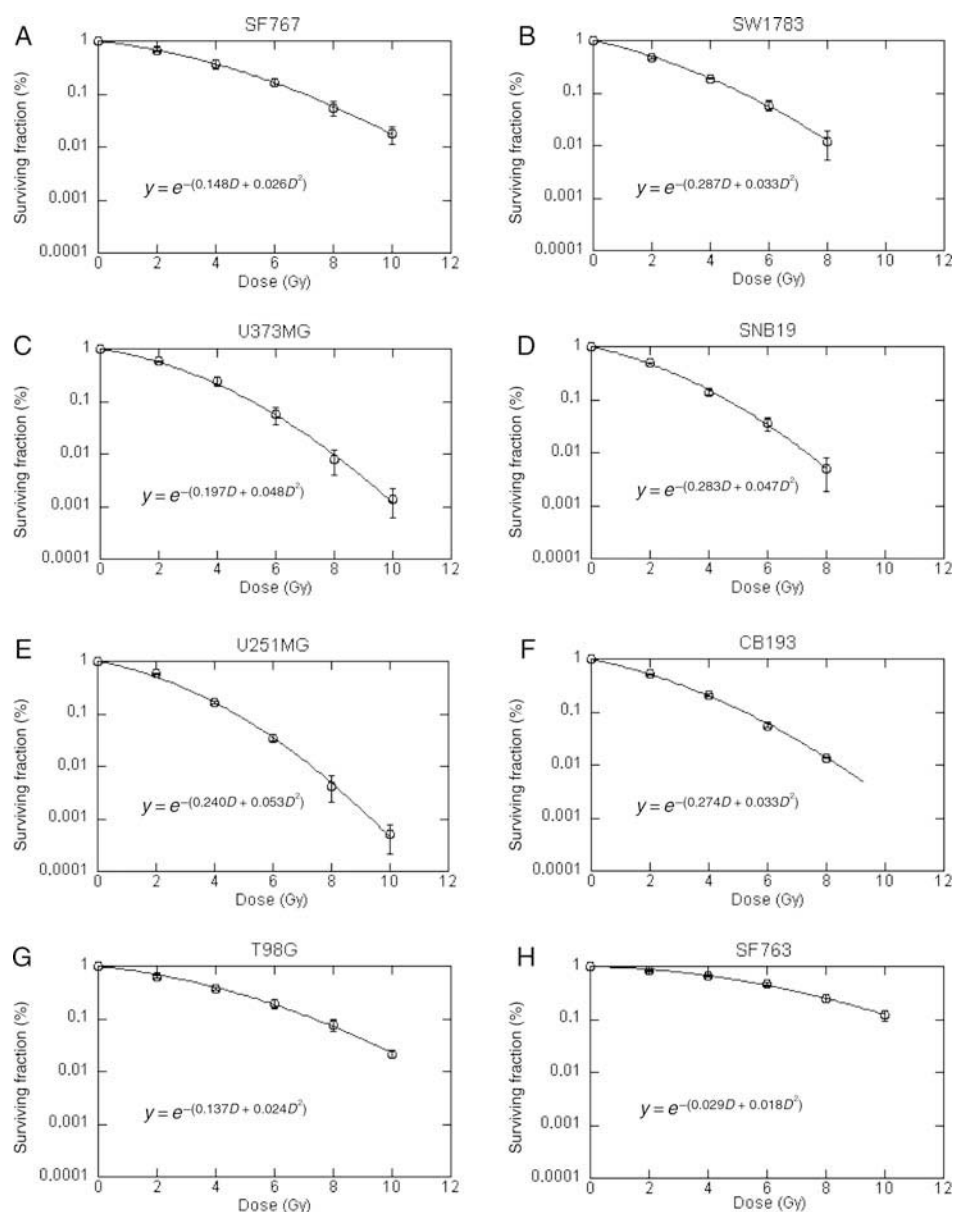 A
SF767
Surviving fraction (%)
1
0.1
0.01
0.001
0.0001
y = e^−(0.148D + 0.026D²)
0 2 4 6 8 10 12
Dose (Gy)
B
SW1783
Surviving fraction (%)
1
0.1
0.01
0.001
0.0001
y = e^−(0.287D + 0.033D²)
0 2 4 6 8 10 12
Dose (Gy)
C
U373MG
Surviving fraction (%)
1
0.1
0.01
0.001
0.0001
y = e^−(0.197D + 0.048D²)
0 2 4 6 8 10 12
Dose (Gy)
D
SNB19
Surviving fraction (%)
1
0.1
0.01
0.001
0.0001
y = e^−(0.283D + 0.047D²)
0 2 4 6 8 10 12
Dose (Gy)
E
U251MG
Surviving fraction (%)
1
0.1
0.01
0.001
0.0001
y = e^−(0.240D + 0.053D²)
0 2 4 6 8 10 12
Dose (Gy)
F
CB193
Surviving fraction (%)
1
0.1
0.01
0.001
0.0001
y = e^−(0.274D + 0.033D²)
0 2 4 6 8 10 12
Dose (Gy)
G
T98G
Surviving fraction (%)
1
0.1
0.01
0.001
0.0001
y = e^−(0.137D + 0.024D²)
0 2 4 6 8 10 12
Dose (Gy)
H
SF763
Surviving fraction (%)
1
0.1
0.01
0.001
0.0001
y = e^−(0.029D + 0.018D²)
0 2 4 6 8 10 12
Dose (Gy)